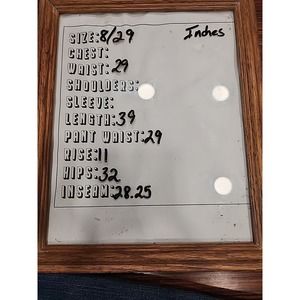 SIZE: 8/29 Inches
CHEST:
WAIST: 29
SHOULDERS:
SLEEVE:
LENGTH: 39
PANT WAIST: 29
RISE: 11
HIPS: 32
INSEAM: 28.25